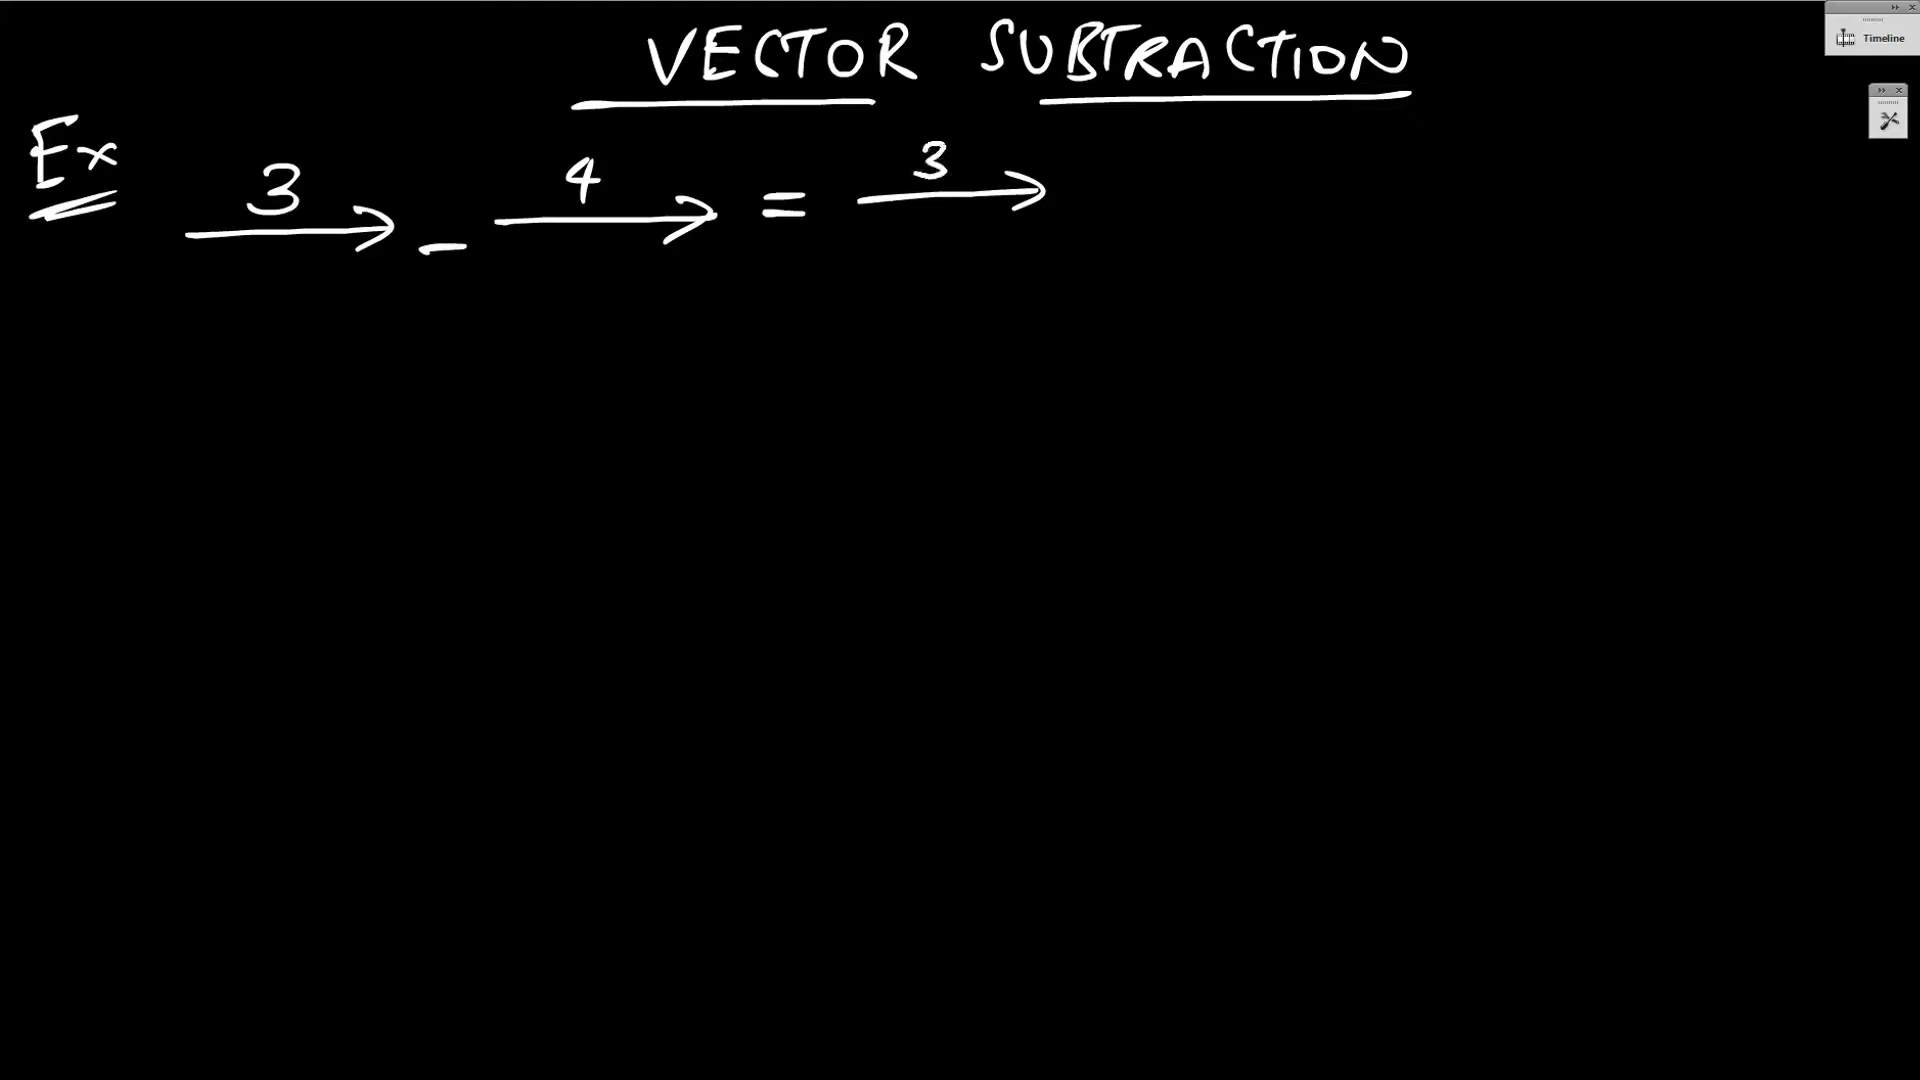 VECTOR SUBTRACTION
Timeline
Ex 3 - 4 = 3